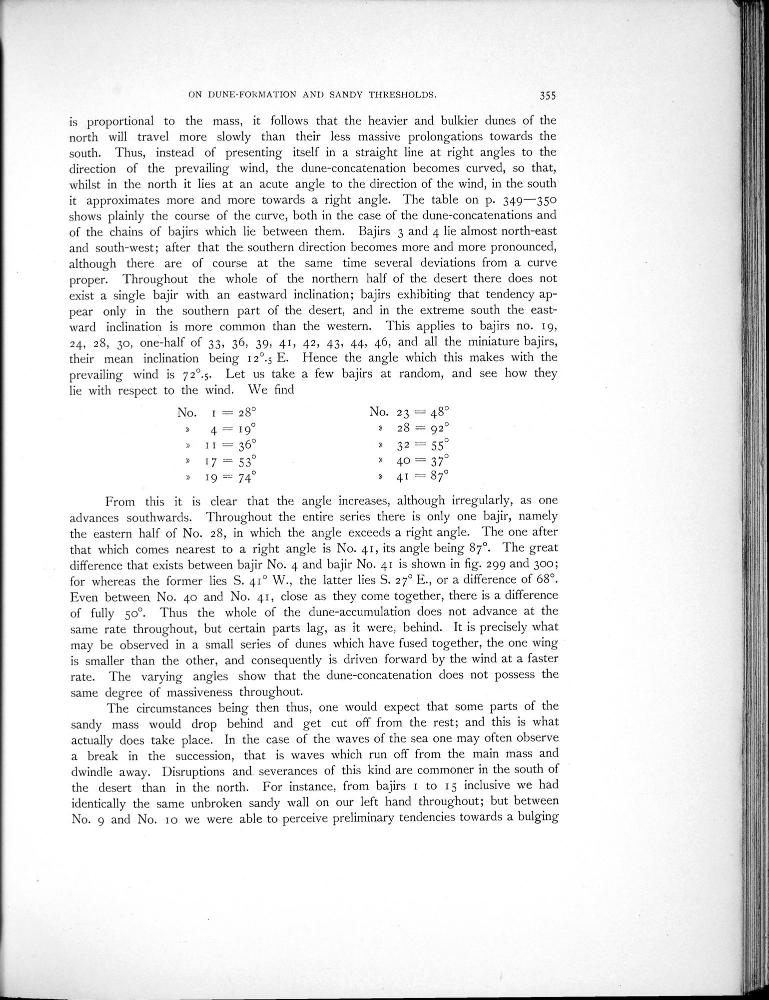 ON DUNE-FORMATION AND SANDY THRESHOLDS. 355
is proportional to the mass, it follows that the heavier and bulkier dunes of the
north will travel more slowly than their less massive prolongations towards the
south. Thus, instead of presenting itself in a straight line at right angles to the
direction of the prevailing wind, the dune-concatenation becomes curved, so that,
whilst in the north it lies at an acute angle to the direction of the wind, in the south
it approximates more and more towards a right angle. The table on p. 349—350
shows plainly the course of the curve, both in the case of the dune-concatenations and
of the chains of bajirs which lie between them. Bajirs 3 and 4 lie almost north-east
and south-west; after that the southern direction becomes more and more pronounced,
although there are of course at the same time several deviations from a curve
proper. Throughout the whole of the northern half of the desert there does not
exist a single bajir with an eastward inclination; bajirs exhibiting that tendency ap-
pear only in the southern part of the desert, and in the extreme south the east-
ward inclination is more common than the western. This applies to bajirs no. 19,
24, 28, 30, one-half of 33, 36, 39, 41, 42, 43, 44, 46, and all the miniature bajirs,
their mean inclination being 12°.5 E. Hence the angle which this makes with the
prevailing wind is 72°.5. Let us take a few bajirs at random, and see how they
lie with respect to the wind. We find
No. 1 = 28° No. 23 = 48°
» 4 = 19° » 28 = 92°
» 11 = 36° » 32 = 55°
» 17 = 53° » 40 = 37°
» 19 = 74° » 41 = 87°
From this it is clear that the angle increases, although irregularly, as one
advances southwards. Throughout the entire series there is only one bajir, namely
the eastern half of No. 28, in which the angle exceeds a right angle. The one after
that which comes nearest to a right angle is No. 41, its angle being 87°. The great
difference that exists between bajir No. 4 and bajir No. 41 is shown in fig. 299 and 300;
for whereas the former lies S. 41° W., the latter lies S. 27° E., or a difference of 68°.
Even between No. 40 and No. 41, close as they come together, there is a difference
of fully 50°. Thus the whole of the dune-accumulation does not advance at the
same rate throughout, but certain parts lag, as it were, behind. It is precisely what
may be observed in a small series of dunes which have fused together, the one wing
is smaller than the other, and consequently is driven forward by the wind at a faster
rate. The varying angles show that the dune-concatenation does not possess the
same degree of massiveness throughout.
The circumstances being then thus, one would expect that some parts of the
sandy mass would drop behind and get cut off from the rest; and this is what
actually does take place. In the case of the waves of the sea one may often observe
a break in the succession, that is waves which run off from the main mass and
dwindle away. Disruptions and severances of this kind are commoner in the south of
the desert than in the north. For instance, from bajirs 1 to 15 inclusive we had
identically the same unbroken sandy wall on our left hand throughout; but between
No. 9 and No. 10 we were able to perceive preliminary tendencies towards a bulging